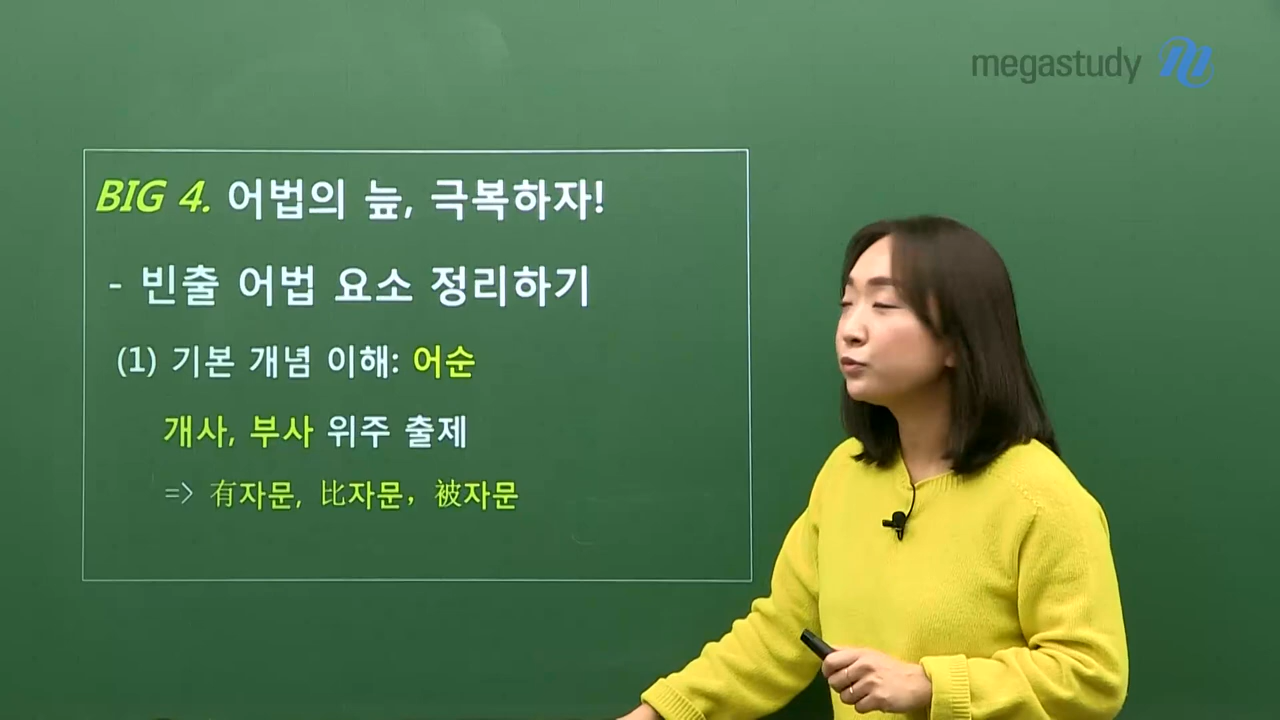 megastudy
BIG 4. 어법의 늪, 극복하자!
- 빈출 어법 요소 정리하기
(1) 기본 개념 이해: 어순
개사, 부사 위주 출제
=> 有자문, 比자문，被자문